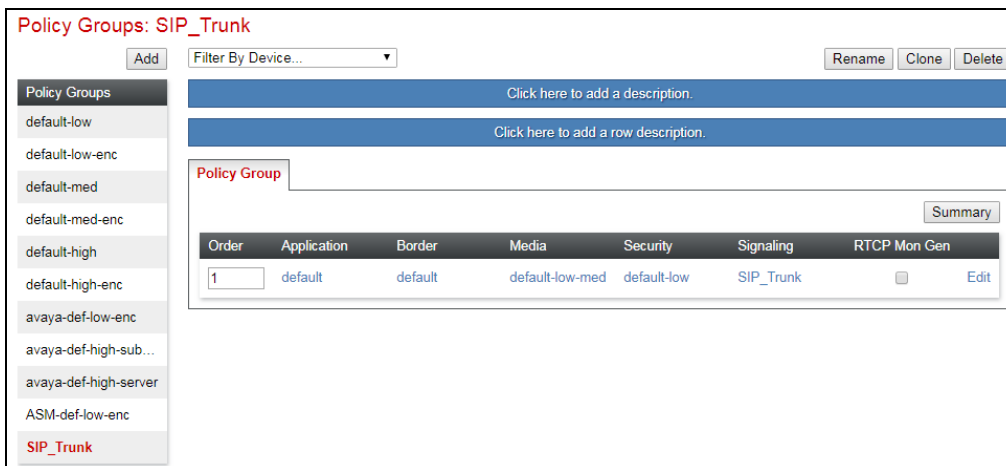 Policy Groups: SIP_Trunk
Add
Filter By Device...
Rename Clone Delete
Policy Groups
default-low
default-low-enc
default-med
default-med-enc
default-high
default-high-enc
avaya-def-low-enc
avaya-def-high-sub...
avaya-def-high-server
ASM-def-low-enc
SIP_Trunk
Click here to add a description.
Click here to add a row description.
Policy Group
Summary
Order Application Border Media Security Signaling RTCP Mon Gen
1 default default default-low-med default-low SIP_Trunk Edit